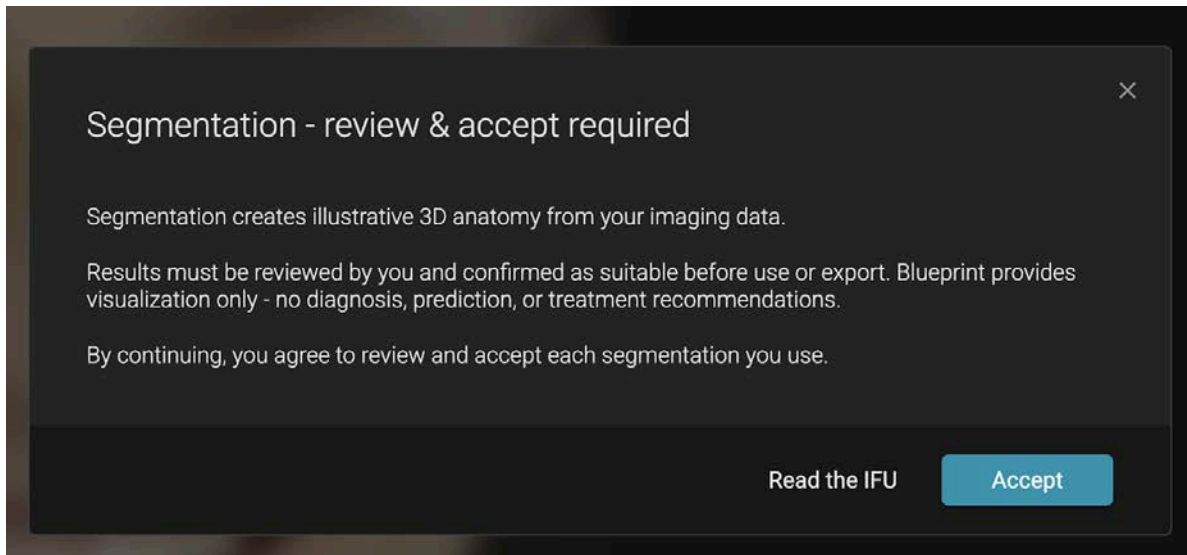 Segmentation - review & accept required
Segmentation creates illustrative 3D anatomy from your imaging data.
Results must be reviewed by you and confirmed as suitable before use or export. Blueprint provides
visualization only - no diagnosis, prediction, or treatment recommendations.
By continuing, you agree to review and accept each segmentation you use.
Read the IFU
Accept